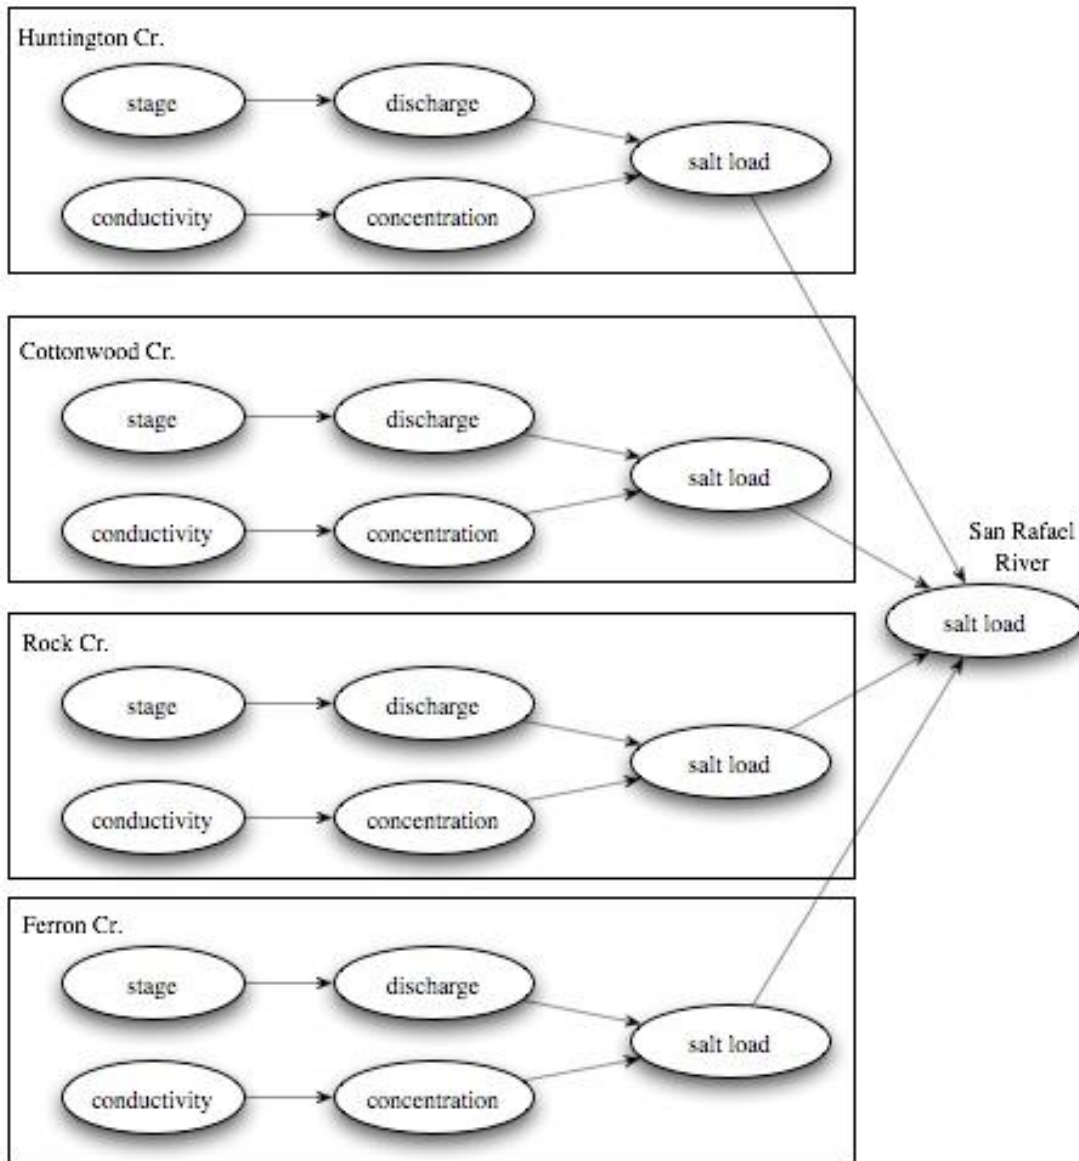 Huntington Cr.
stage
discharge
salt load
conductivity
concentration
Cottonwood Cr.
stage
discharge
salt load
conductivity
concentration
San Rafael
River
salt load
Rock Cr.
stage
discharge
salt load
conductivity
concentration
Ferron Cr.
stage
discharge
salt load
conductivity
concentration